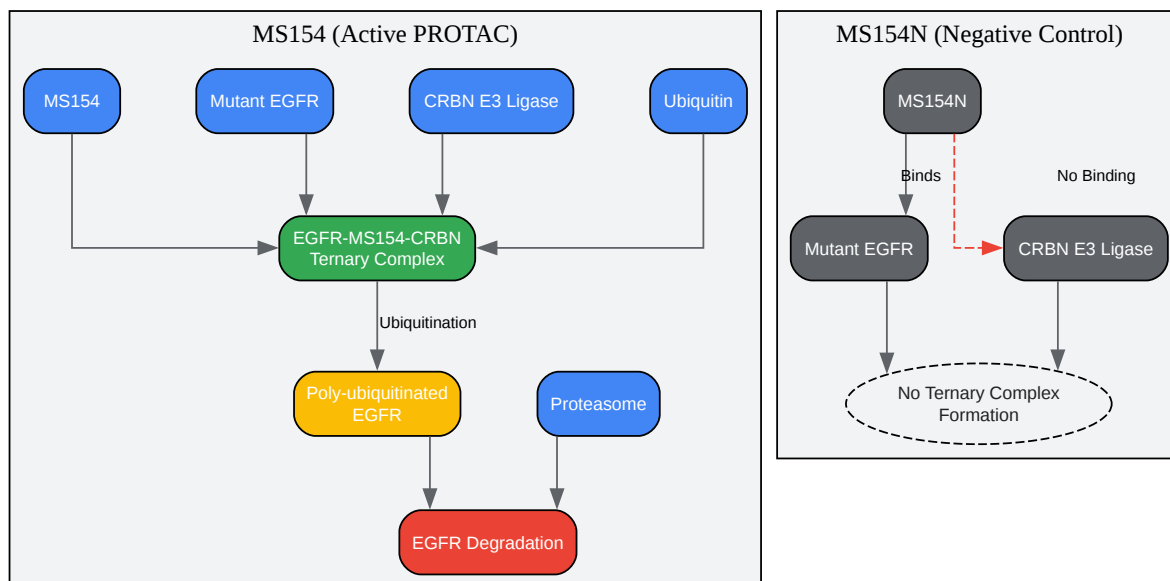 MS154 (Active PROTAC)
MS154
Mutant EGFR
CRBN E3 Ligase
Ubiquitin
EGFR-MS154-CRBN
Ternary Complex
Ubiquitination
Poly-ubiquitinated
EGFR
Proteasome
EGFR Degradation
MS154N (Negative Control)
MS154N
Binds
No Binding
Mutant EGFR
CRBN E3 Ligase
No Ternary Complex
Formation